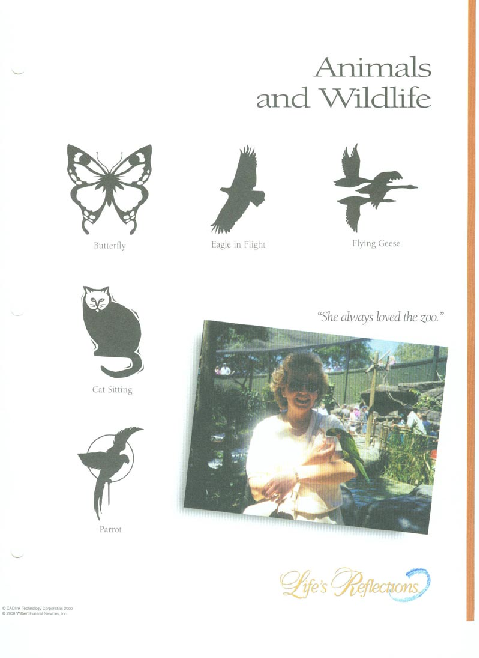 Animals
and Wildlife
Butterfly
Eagle in Flight
Flying Geese
Cat Sitting
"She always loved the zoo."
Parrot
Life's Reflections